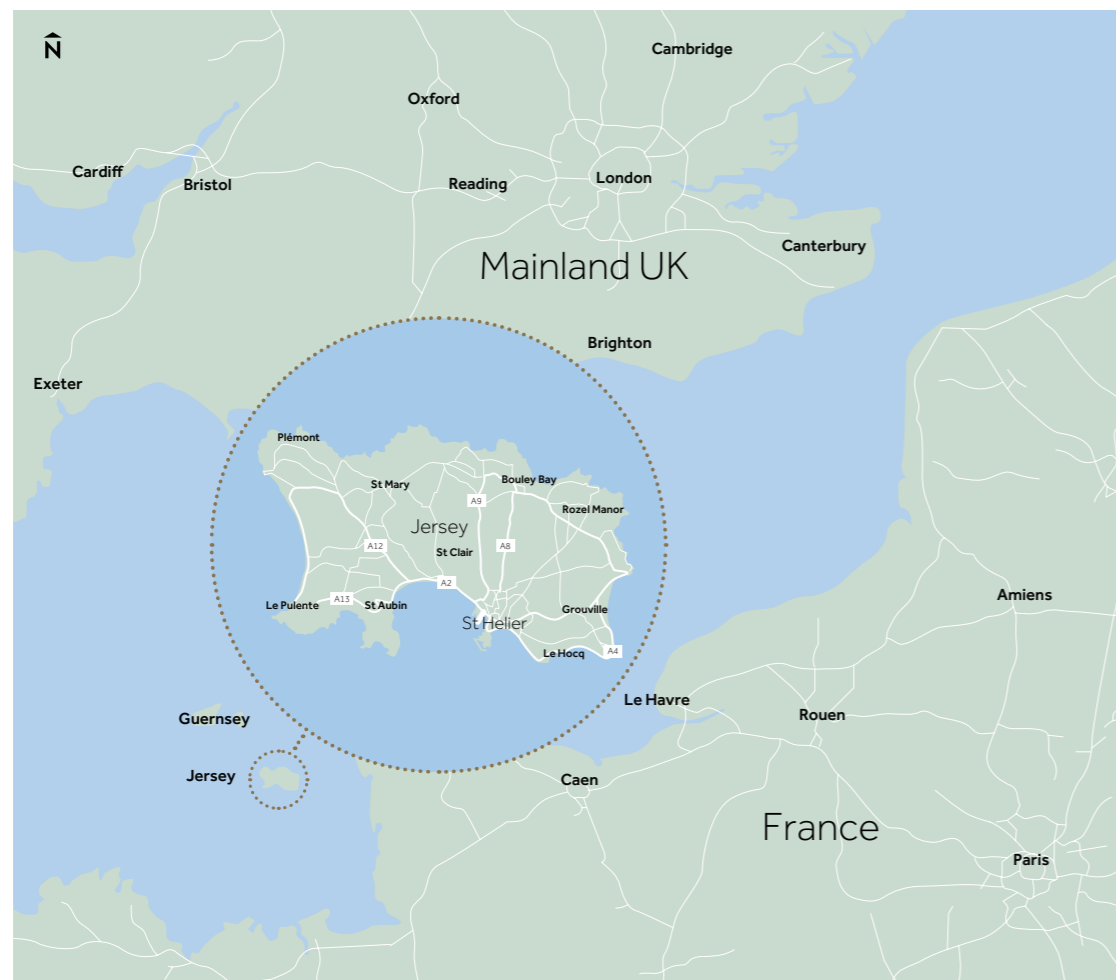 N
Cambridge
Oxford
Cardiff
Bristol
Reading
London
Canterbury
Mainland UK
Brighton
Exeter
Plémont
St Mary
Bouley Bay
A9
Rozel Manor
Jersey
A12
St Clair
A8
A2
Le Pulente
A13
St Aubin
Grouville
St Helier
Le Hocq
A4
Amiens
Le Havre
Guernsey
Rouen
Jersey
Caen
France
Paris